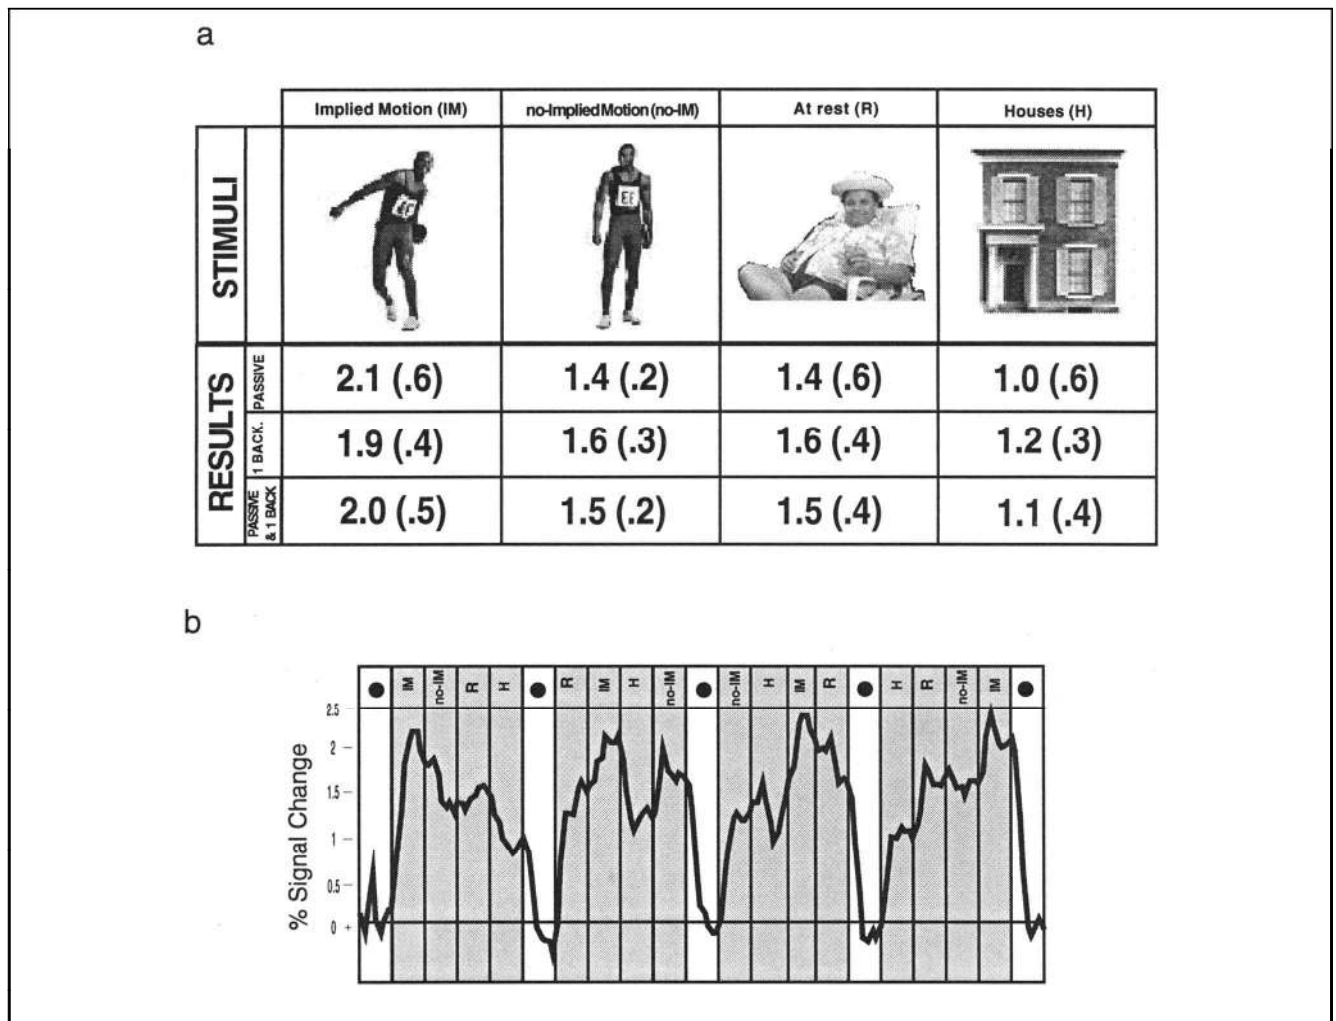 a
Implied Motion (IM)
no-Implied Motion (no-IM)
At rest (R)
Houses (H)
STIMULI
RESULTS
PASSIVE
2.1 (.6)
1.4 (.2)
1.4 (.6)
1.0 (.6)
1 BACK.
1.9 (.4)
1.6 (.3)
1.6 (.4)
1.2 (.3)
PASSIVE
& 1 BACK
2.0 (.5)
1.5 (.2)
1.5 (.4)
1.1 (.4)
b
IM
no-IM
R
H
R
IM
H
no-IM
no-IM
H
IM
R
H
R
no-IM
IM
% Signal Change
2.5
2
1.5
1
0.5
0